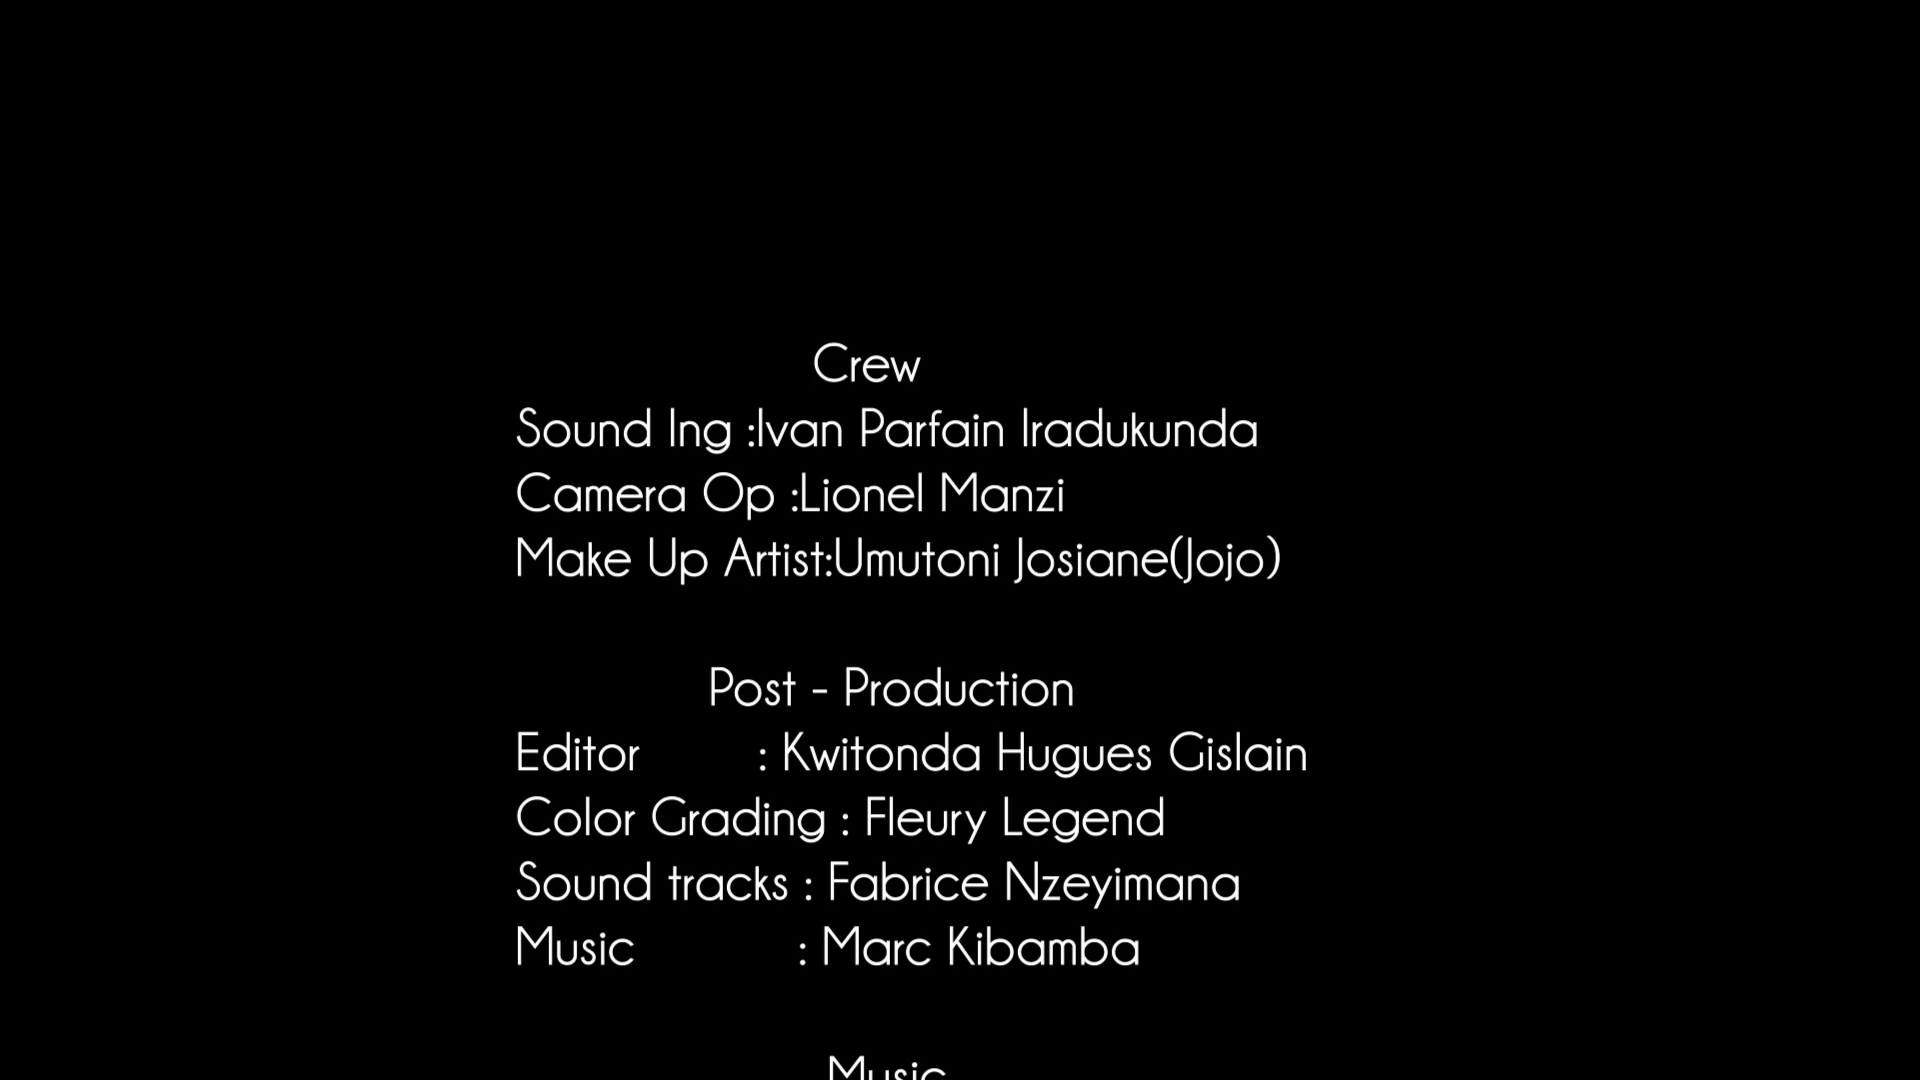 Crew
Sound Ing :Ivan Parfain Iradukunda
Camera Op :Lionel Manzi
Make Up Artist:Umutoni Josiane(Jojo)
Post - Production
Editor : Kwitonda Hugues Gislain
Color Grading : Fleury Legend
Sound tracks : Fabrice Nzeyimana
Music : Marc Kibamba
Music